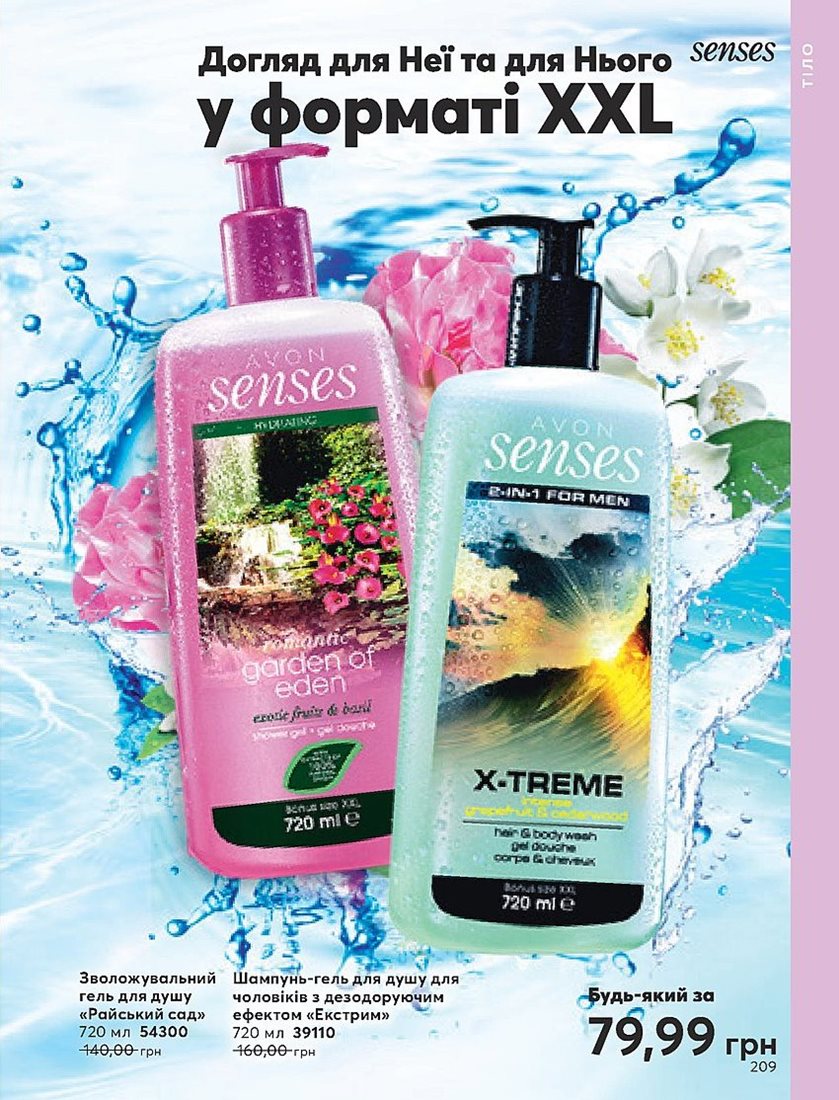 Догляд для Неї та для Нього
senses
у форматі XXL
ТІЛО
AVON
senses
HYDRATING
romantic
garden of
eden
exotic fruits & basil
shower gel • gel douche
Bonus size XXL
720 ml e
AVON
senses
2-IN-1 FOR MEN
X-TREME
intense
grapefruit & cedarwood
hair & body wash
gel douche
corps & cheveux
Bonus size XXL
720 ml e
Зволожувальний
гель для душу
«Райський сад»
720 мл 54300
140,00 грн
Шампунь-гель для душу для
чоловіків з дезодоруючим
ефектом «Екстрим»
720 мл 39110
160,00 грн
Будь-який за
79,99 грн
209